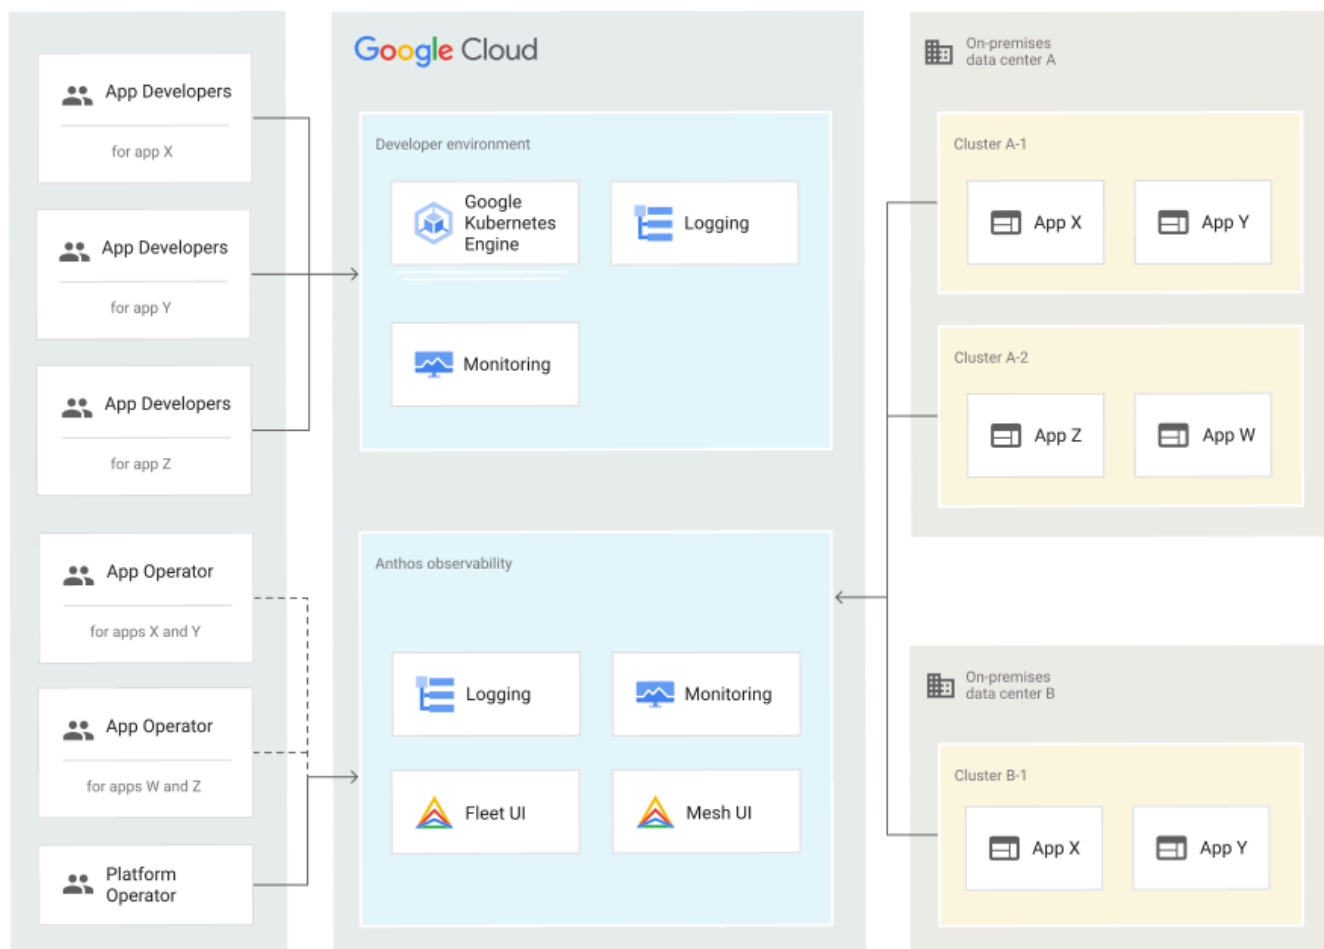 App Developers
for app X
App Developers
for app Y
App Developers
for app Z
App Operator
for apps X and Y
App Operator
for apps W and Z
Platform
Operator
Google Cloud
Developer environment
Google
Kubernetes
Engine
Logging
Monitoring
Anthos observability
Logging
Monitoring
Fleet UI
Mesh UI
On-premises
data center A
Cluster A-1
App X
App Y
Cluster A-2
App Z
App W
On-premises
data center B
Cluster B-1
App X
App Y